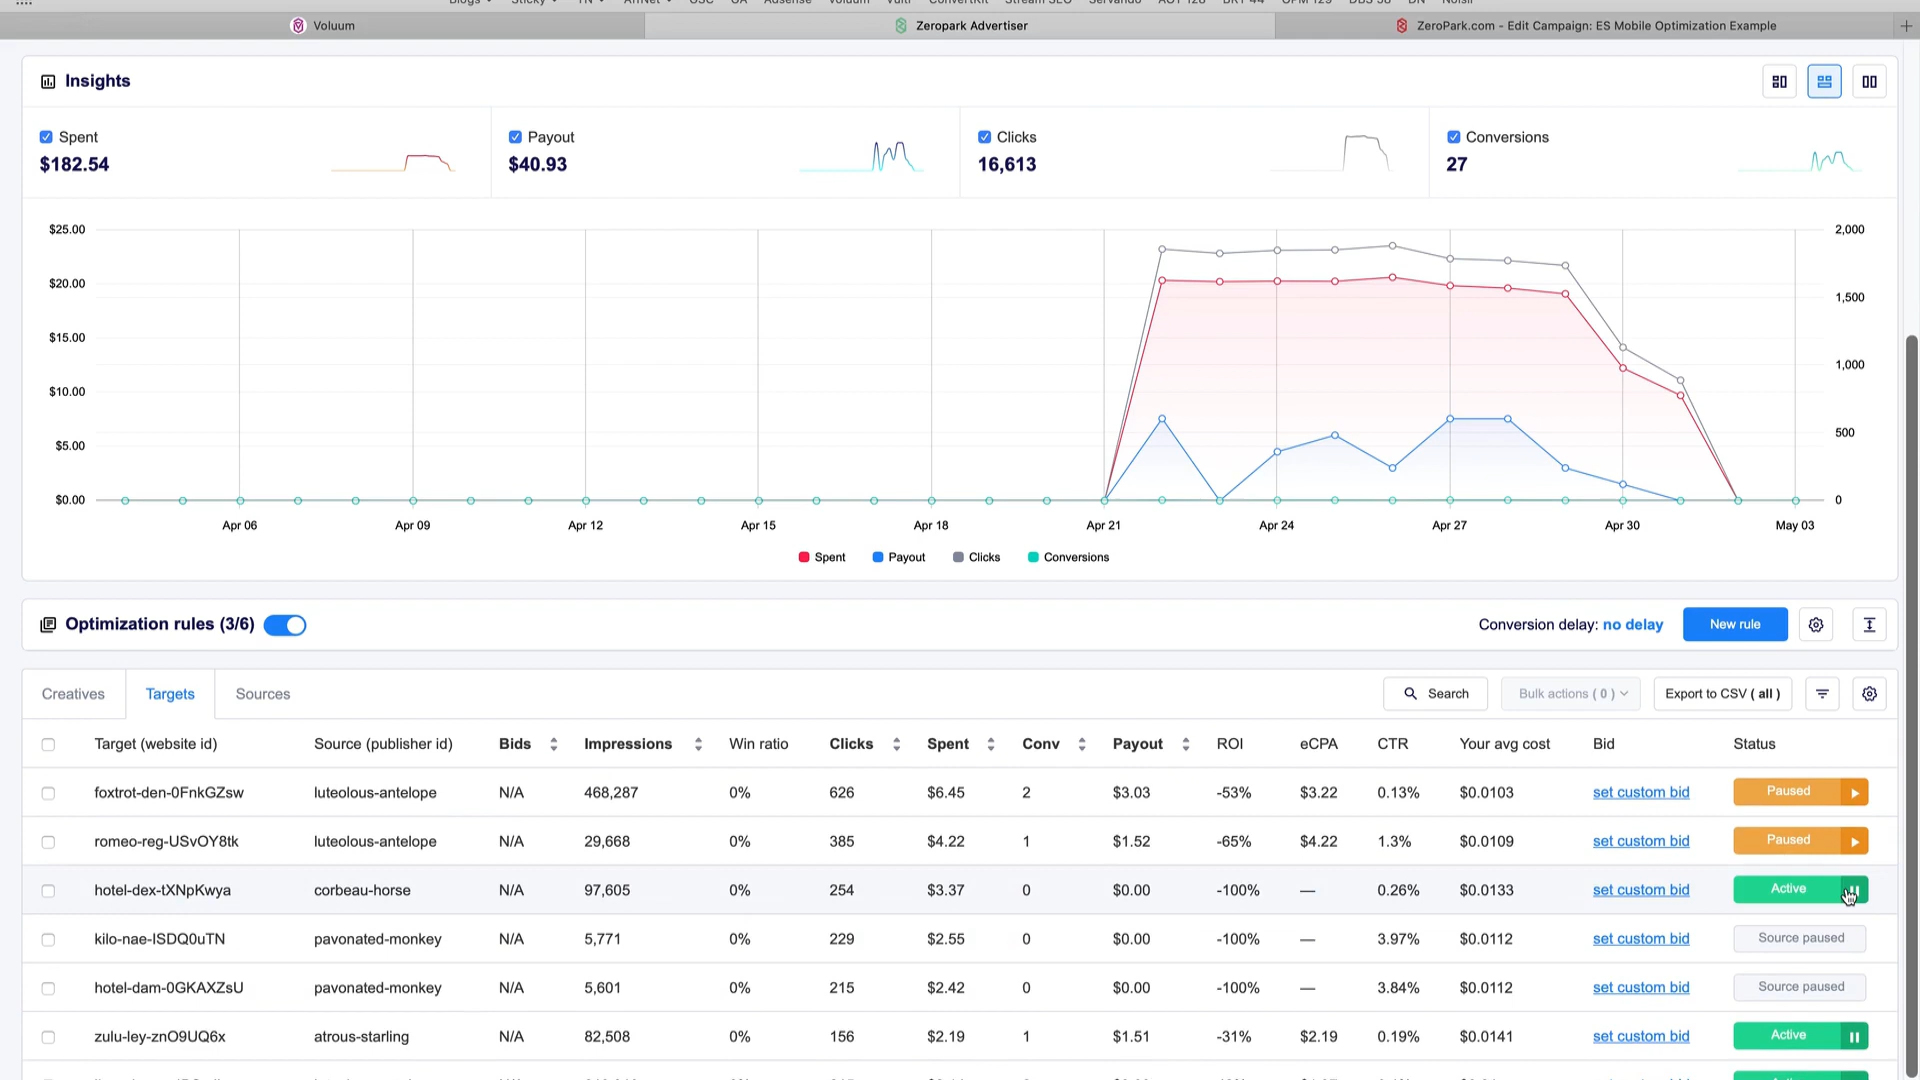 Voluum
Zeropark Advertiser
ZeroPark.com - Edit Campaign: ES Mobile Optimization Example
Insights
Spent
$182.54
Payout
$40.93
Clicks
16,613
Conversions
27
$25.00
$20.00
$15.00
$10.00
$5.00
$0.00
2,000
1,500
1,000
500
0
Apr 06 Apr 09 Apr 12 Apr 15 Apr 18 Apr 21 Apr 24 Apr 27 Apr 30 May 03
Spent Payout Clicks Conversions
Optimization rules (3/6)
Conversion delay: no delay New rule
Creatives Targets Sources Search Bulk actions ( 0 ) Export to CSV ( all )
Target (website id) Source (publisher id) Bids Impressions Win ratio Clicks Spent Conv Payout ROI eCPA CTR Your avg cost Bid Status
foxtrot-den-0FnkGZsw luteolous-antelope N/A 468,287 0% 626 $6.45 2 $3.03 -53% $3.22 0.13% $0.0103 set custom bid Paused
romeo-reg-USvOY8tk luteolous-antelope N/A 29,668 0% 385 $4.22 1 $1.52 -65% $4.22 1.3% $0.0109 set custom bid Paused
hotel-dex-tXNpKwya corbeau-horse N/A 97,605 0% 254 $3.37 0 $0.00 -100% — 0.26% $0.0133 set custom bid Active
kilo-nae-ISDQ0uTN pavonated-monkey N/A 5,771 0% 229 $2.55 0 $0.00 -100% — 3.97% $0.0112 set custom bid Source paused
hotel-dam-0GKAXZsU pavonated-monkey N/A 5,601 0% 215 $2.42 0 $0.00 -100% — 3.84% $0.0112 set custom bid Source paused
zulu-ley-znO9UQ6x atrous-starling N/A 82,508 0% 156 $2.19 1 $1.51 -31% $2.19 0.19% $0.0141 set custom bid Active